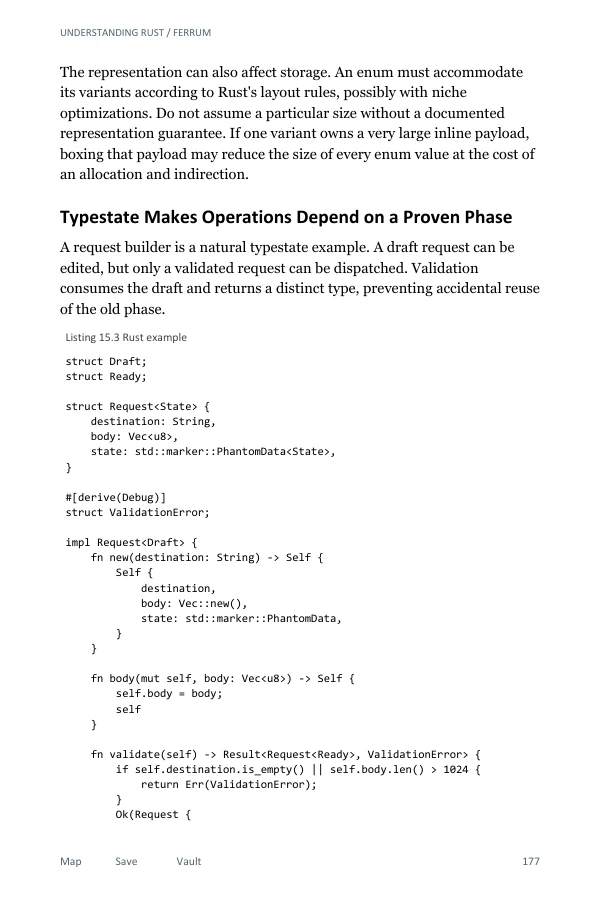 UNDERSTANDING RUST / FERRUM
The representation can also affect storage. An enum must accommodate
its variants according to Rust's layout rules, possibly with niche
optimizations. Do not assume a particular size without a documented
representation guarantee. If one variant owns a very large inline payload,
boxing that payload may reduce the size of every enum value at the cost of
an allocation and indirection.
Typestate Makes Operations Depend on a Proven Phase
A request builder is a natural typestate example. A draft request can be
edited, but only a validated request can be dispatched. Validation
consumes the draft and returns a distinct type, preventing accidental reuse
of the old phase.
Listing 15.3 Rust example
struct Draft;
struct Ready;
struct Request<State> {
    destination: String,
    body: Vec<u8>,
    state: std::marker::PhantomData<State>,
}
#[derive(Debug)]
struct ValidationError;
impl Request<Draft> {
    fn new(destination: String) -> Self {
        Self {
            destination,
            body: Vec::new(),
            state: std::marker::PhantomData,
        }
    }
    fn body(mut self, body: Vec<u8>) -> Self {
        self.body = body;
        self
    }
    fn validate(self) -> Result<Request<Ready>, ValidationError> {
        if self.destination.is_empty() || self.body.len() > 1024 {
            return Err(ValidationError);
        }
        Ok(Request {
Map Save Vault 177